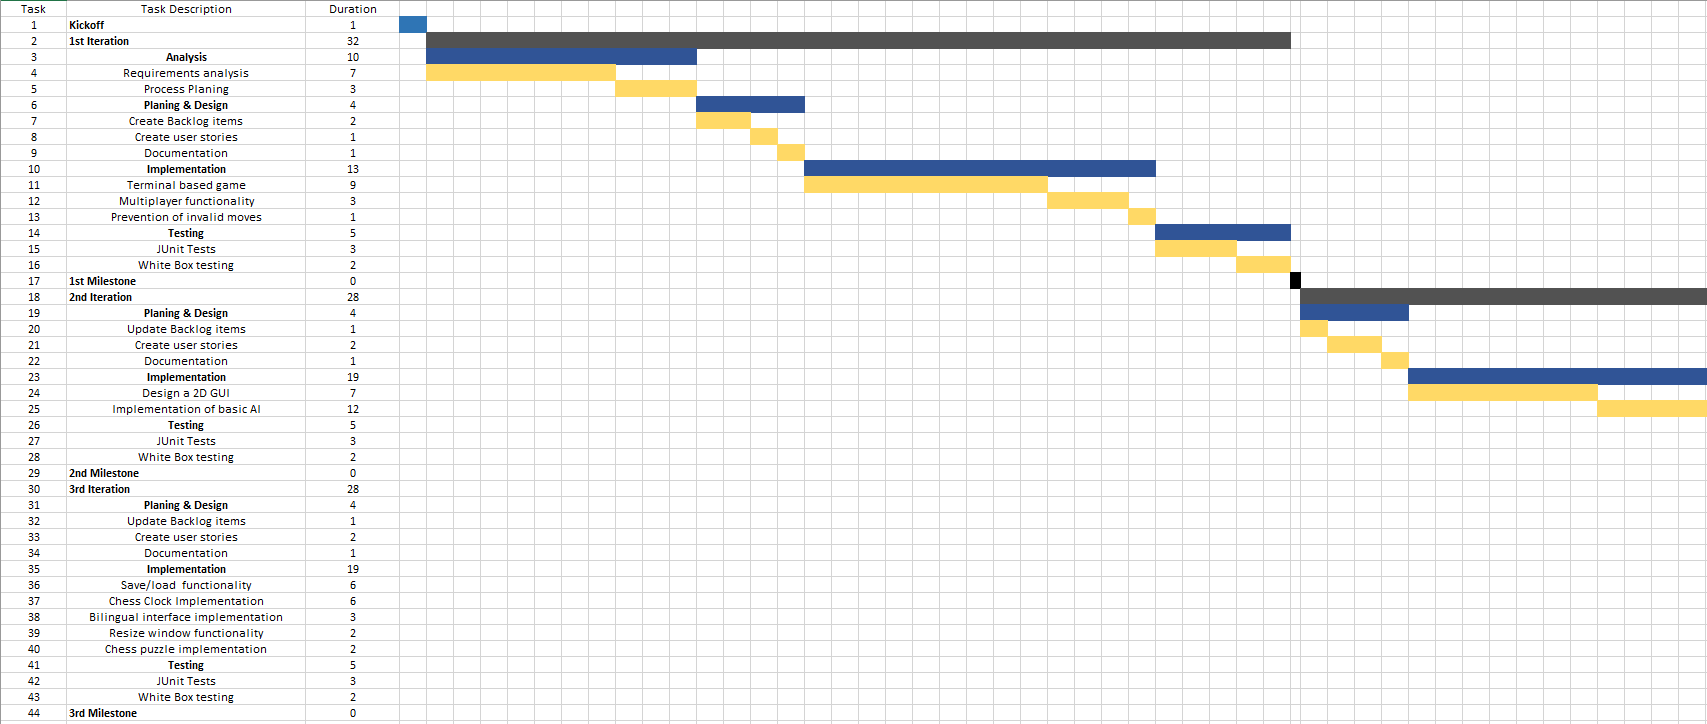 Task Task Description Duration
1 Kickoff 1
2 1st Iteration 32
3 Analysis 10
4 Requirements analysis 7
5 Process Planing 3
6 Planing & Design 4
7 Create Backlog items 2
8 Create user stories 1
9 Documentation 1
10 Implementation 13
11 Terminal based game 9
12 Multiplayer functionality 3
13 Prevention of invalid moves 1
14 Testing 5
15 JUnit Tests 3
16 White Box testing 2
17 1st Milestone 0
18 2nd Iteration 28
19 Planing & Design 4
20 Update Backlog items 1
21 Create user stories 2
22 Documentation 1
23 Implementation 19
24 Design a 2D GUI 7
25 Implementation of basic AI 12
26 Testing 5
27 JUnit Tests 3
28 White Box testing 2
29 2nd Milestone 0
30 3rd Iteration 28
31 Planing & Design 4
32 Update Backlog items 1
33 Create user stories 2
34 Documentation 1
35 Implementation 19
36 Save/load functionality 6
37 Chess Clock Implementation 6
38 Bilingual interface implementation 3
39 Resize window functionality 2
40 Chess puzzle implementation 2
41 Testing 5
42 JUnit Tests 3
43 White Box testing 2
44 3rd Milestone 0